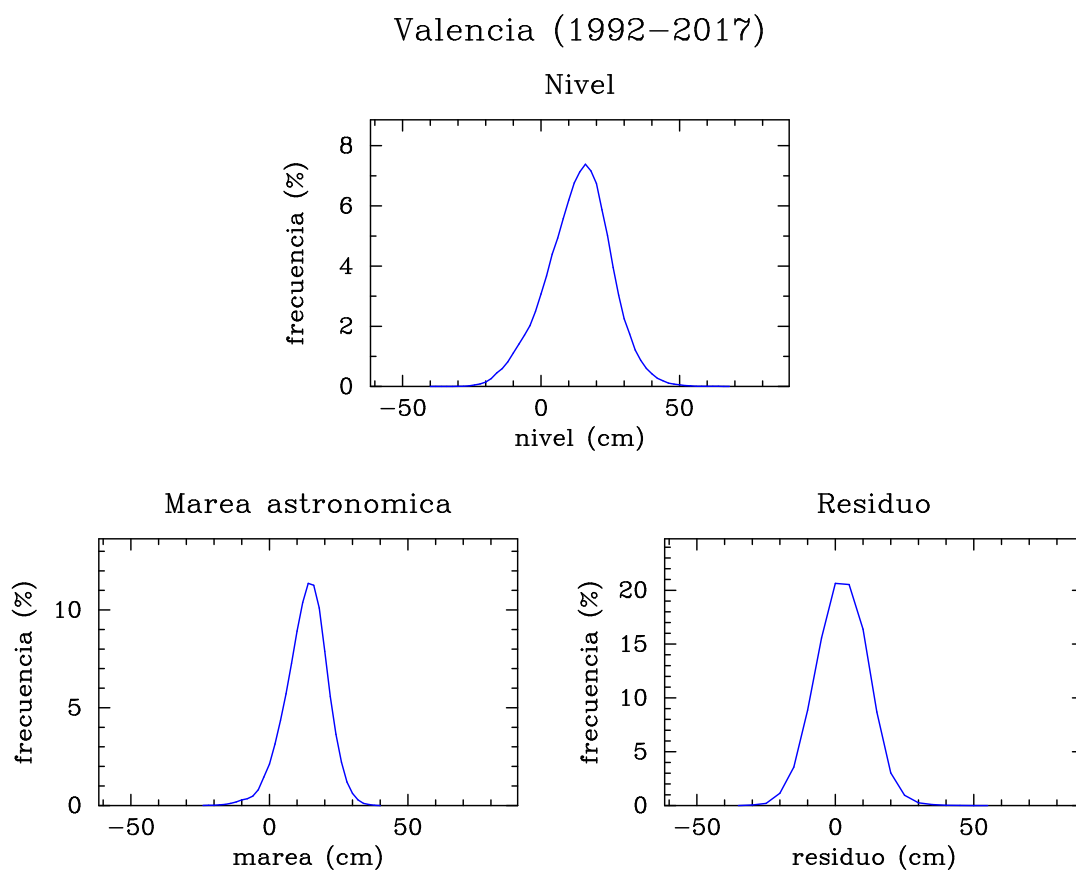 Valencia (1992−2017)
Nivel
frecuencia (%)
8
6
4
2
0
−50 0 50
nivel (cm)
Marea astronomica
frecuencia (%)
10
5
0
−50 0 50
marea (cm)
Residuo
frecuencia (%)
20
15
10
5
0
−50 0 50
residuo (cm)